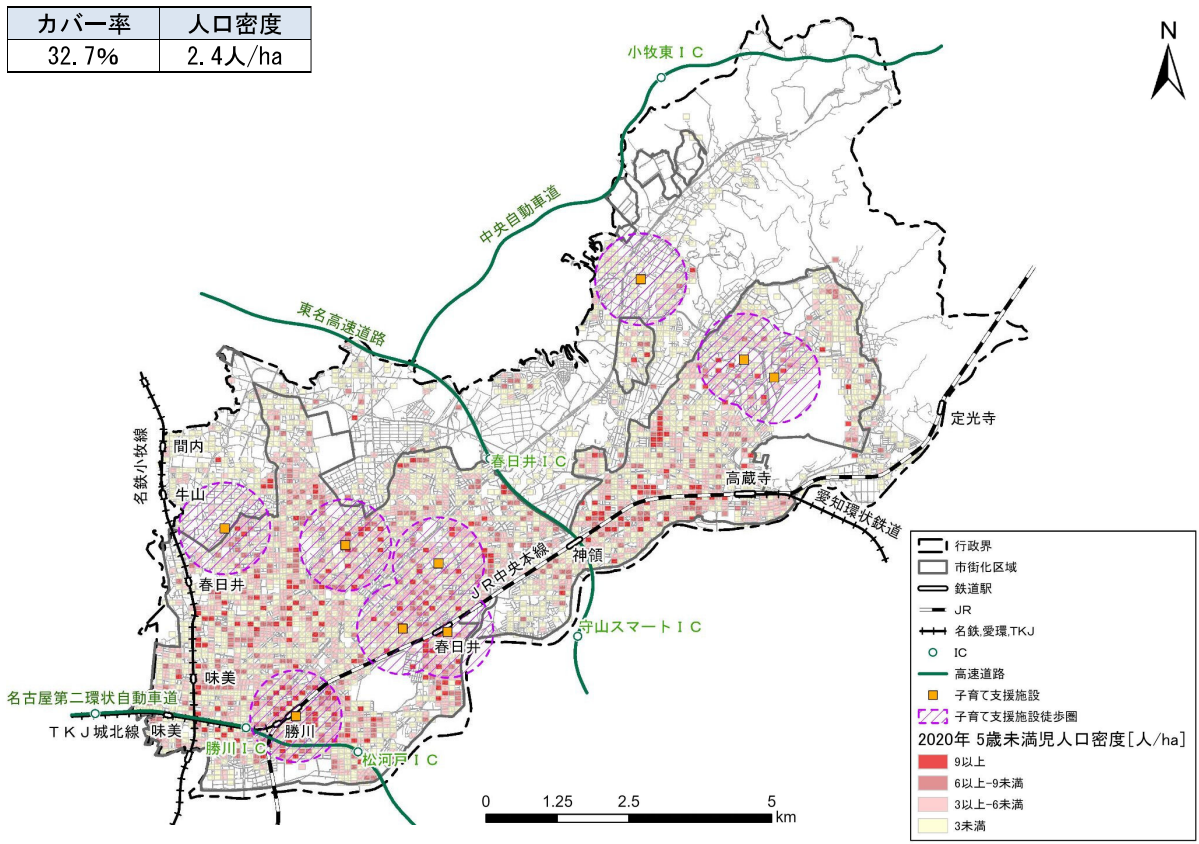 カバー率 人口密度
32.7% 2.4人/ha
N
小牧東ＩＣ
中央自動車道
東名高速道路
名鉄小牧線
間内
牛山
春日井ＩＣ
高蔵寺
定光寺
愛知環状鉄道
春日井
ＪＲ中央本線
神領
守山スマートＩＣ
春日井
味美
名古屋第二環状自動車道
ＴＫＪ城北線
味美
勝川ＩＣ
勝川
松河戸ＩＣ
0 1.25 2.5 5
km
行政界
市街化区域
鉄道駅
JR
名鉄,愛環,TKJ
IC
高速道路
子育て支援施設
子育て支援施設徒歩圏
2020年 5歳未満児人口密度[人/ha]
9以上
6以上-9未満
3以上-6未満
3未満